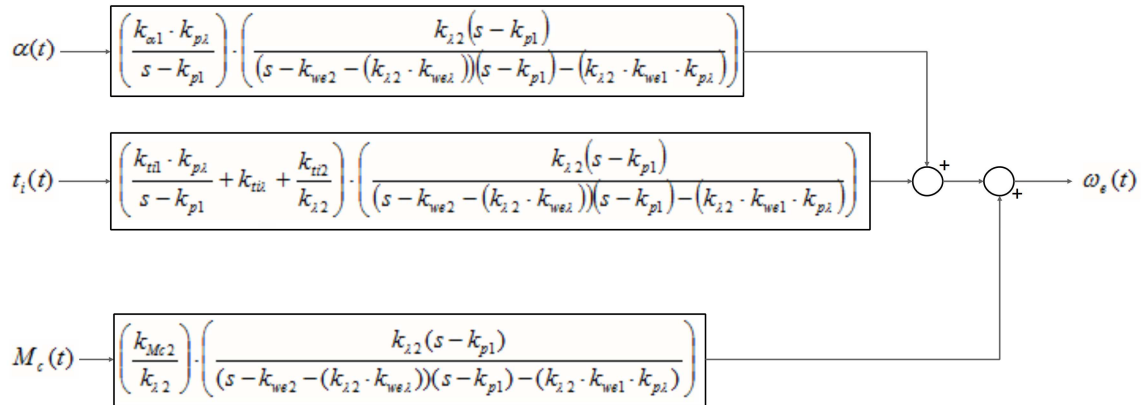 α(t) (k_{α1} · k_{pλ} / (s − k_{p1})) · (k_{λ2}(s − k_{p1}) / ((s − k_{we2} − (k_{λ2} · k_{weλ}))(s − k_{p1}) − (k_{λ2} · k_{we1} · k_{pλ})))
+
t_i(t) (k_{ti1} · k_{pλ} / (s − k_{p1}) + k_{tiλ} + k_{ti2} / k_{λ2}) · (k_{λ2}(s − k_{p1}) / ((s − k_{we2} − (k_{λ2} · k_{weλ}))(s − k_{p1}) − (k_{λ2} · k_{we1} · k_{pλ}))) ω_e(t)
+
M_c(t) (k_{Mc2} / k_{λ2}) · (k_{λ2}(s − k_{p1}) / ((s − k_{we2} − (k_{λ2} · k_{weλ}))(s − k_{p1}) − (k_{λ2} · k_{we1} · k_{pλ})))